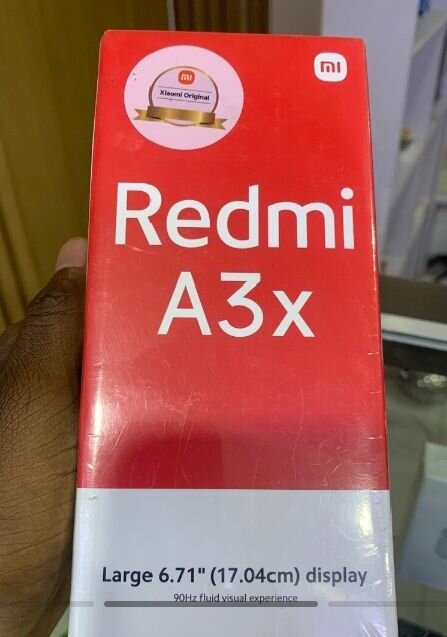 mi
Xiaomi Original
mi
Redmi
A3x
Large 6.71" (17.04cm) display
90Hz fluid visual experience